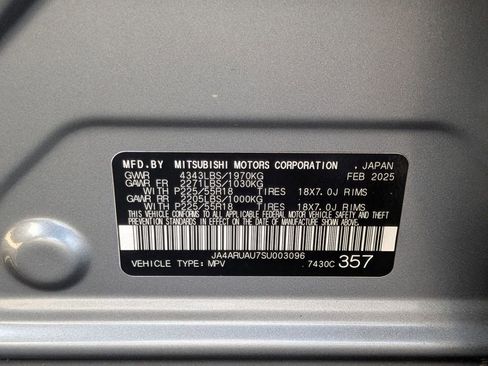 MFD.BY MITSUBISHI MOTORS CORPORATION , JAPAN
GVWR 4343LBS/1970KG FEB 2025
GAWR FR 2271LBS/1030KG
WITH P225/55R18 TIRES 18X7.0J RIMS
GAWR RR 2205LBS/1000KG
WITH P225/55R18 TIRES 18X7.0J RIMS
THIS VEHICLE CONFORMS TO ALL APPLICABLE FEDERAL MOTOR VEHICLE SAFETY
AND THEFT PREVENTION STANDARDS IN EFFECT ON THE DATE OF MANUFACTURE
SHOWN ABOVE.
JA4ARUAU7SU003096
VEHICLE TYPE: MPV .7430C 357